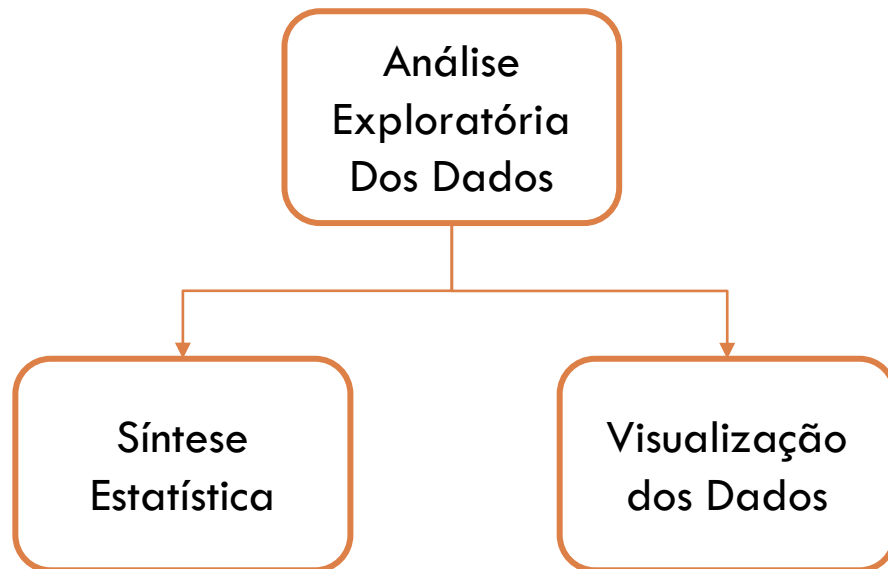 Análise
Exploratória
Dos Dados
Síntese
Estatística
Visualização
dos Dados